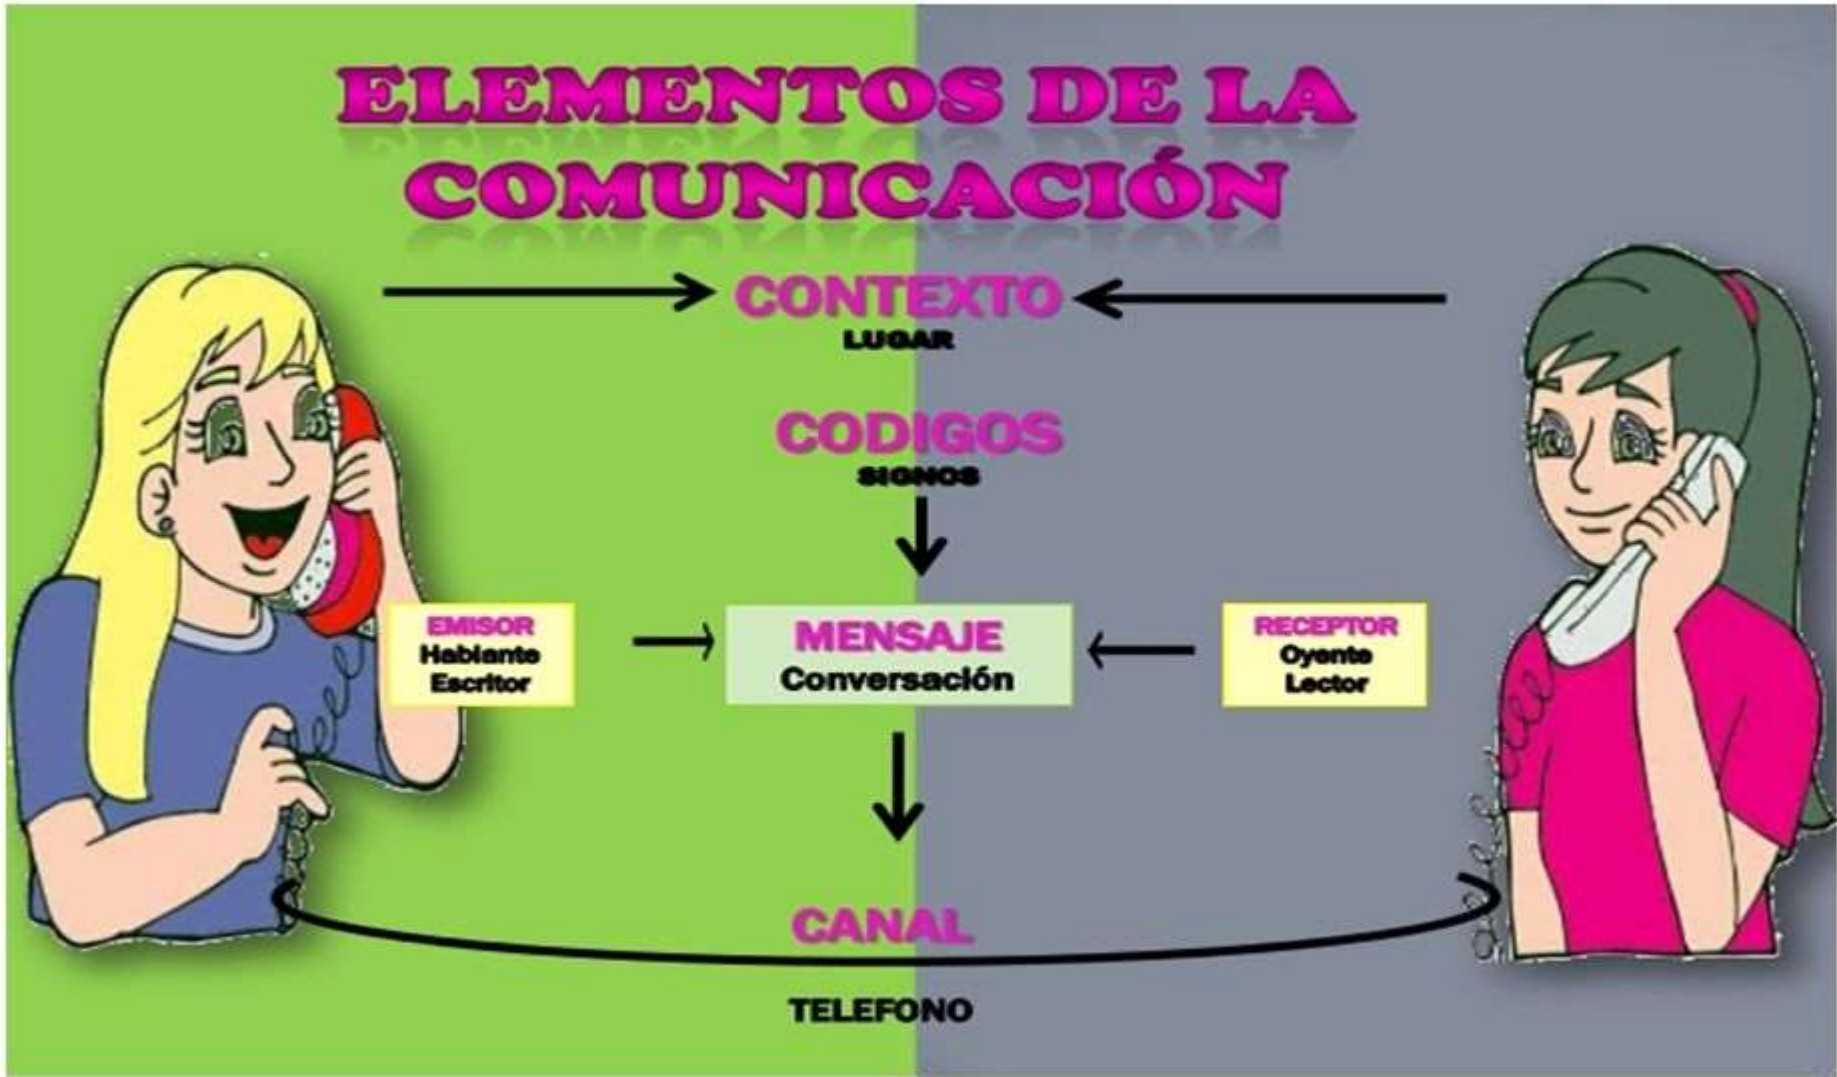 ELEMENTOS DE LA
COMUNICACIÓN
CONTEXTO
LUGAR
CODIGOS
SIGNOS
EMISOR
Hablante
Escritor
MENSAJE
Conversación
RECEPTOR
Oyente
Lector
CANAL
TELEFONO